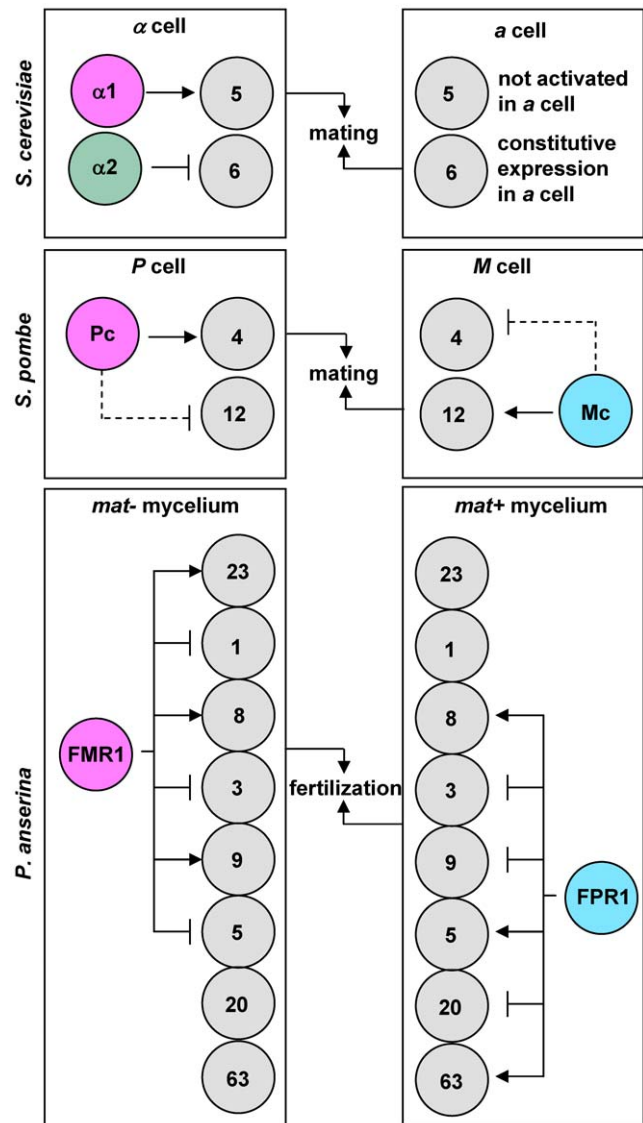 S. cerevisiae
α cell
α1
5
α2
6
mating
a cell
5
not activated
in a cell
6
constitutive
expression
in a cell
S. pombe
P cell
Pc
4
12
mating
M cell
4
12
Mc
P. anserina
mat- mycelium
23
1
8
FMR1
3
9
5
20
63
fertilization
mat+ mycelium
23
1
8
3
9
FPR1
5
20
63